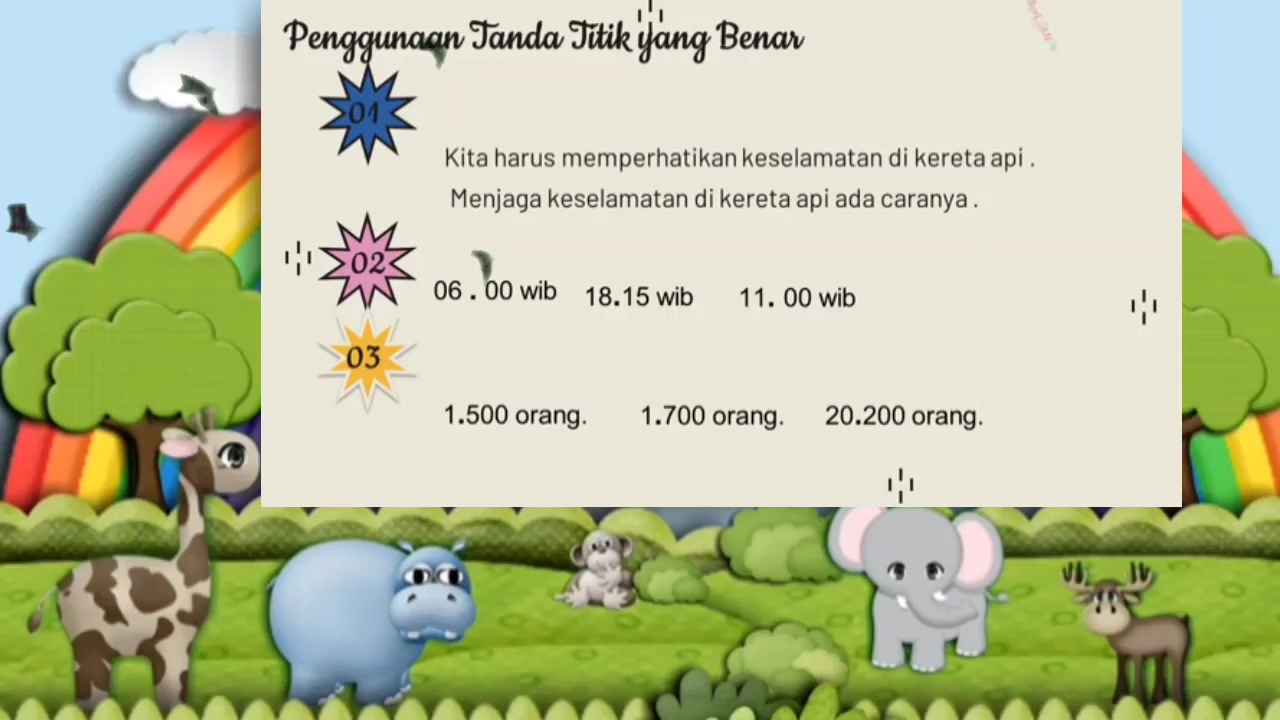 Penggunaan Tanda Titik yang Benar
01
Kita harus memperhatikan keselamatan di kereta api .
Menjaga keselamatan di kereta api ada caranya .
02
06 . 00 wib 18.15 wib 11. 00 wib
03
1.500 orang. 1.700 orang. 20.200 orang.